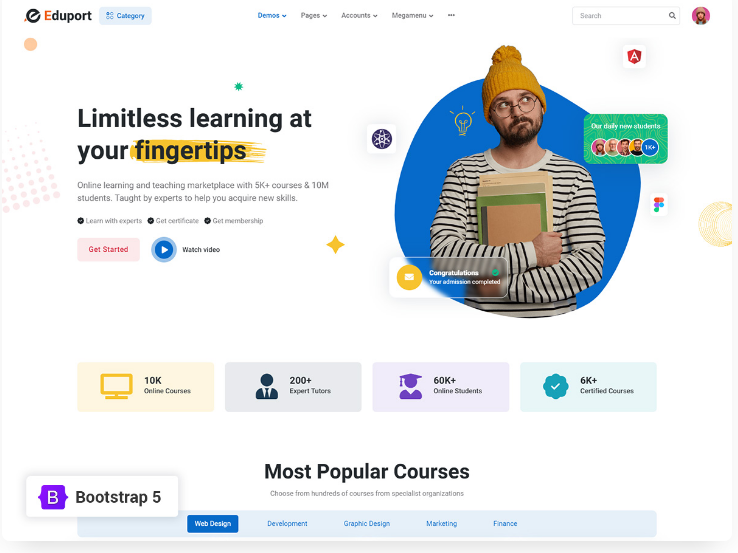 Eduport
Category
Demos
Pages
Accounts
Megamenu
Search
Limitless learning at
your fingertips
Online learning and teaching marketplace with 5K+ courses & 10M
students. Taught by experts to help you acquire new skills.
Learn with experts
Get certificate
Get membership
Get Started
Watch video
Our daily new students
1K+
Congratulations
Your admission completed
10K
Online Courses
200+
Expert Tutors
60K+
Online Students
6K+
Certified Courses
Most Popular Courses
Choose from hundreds of courses from specialist organizations
B Bootstrap 5
Web Design
Development
Graphic Design
Marketing
Finance